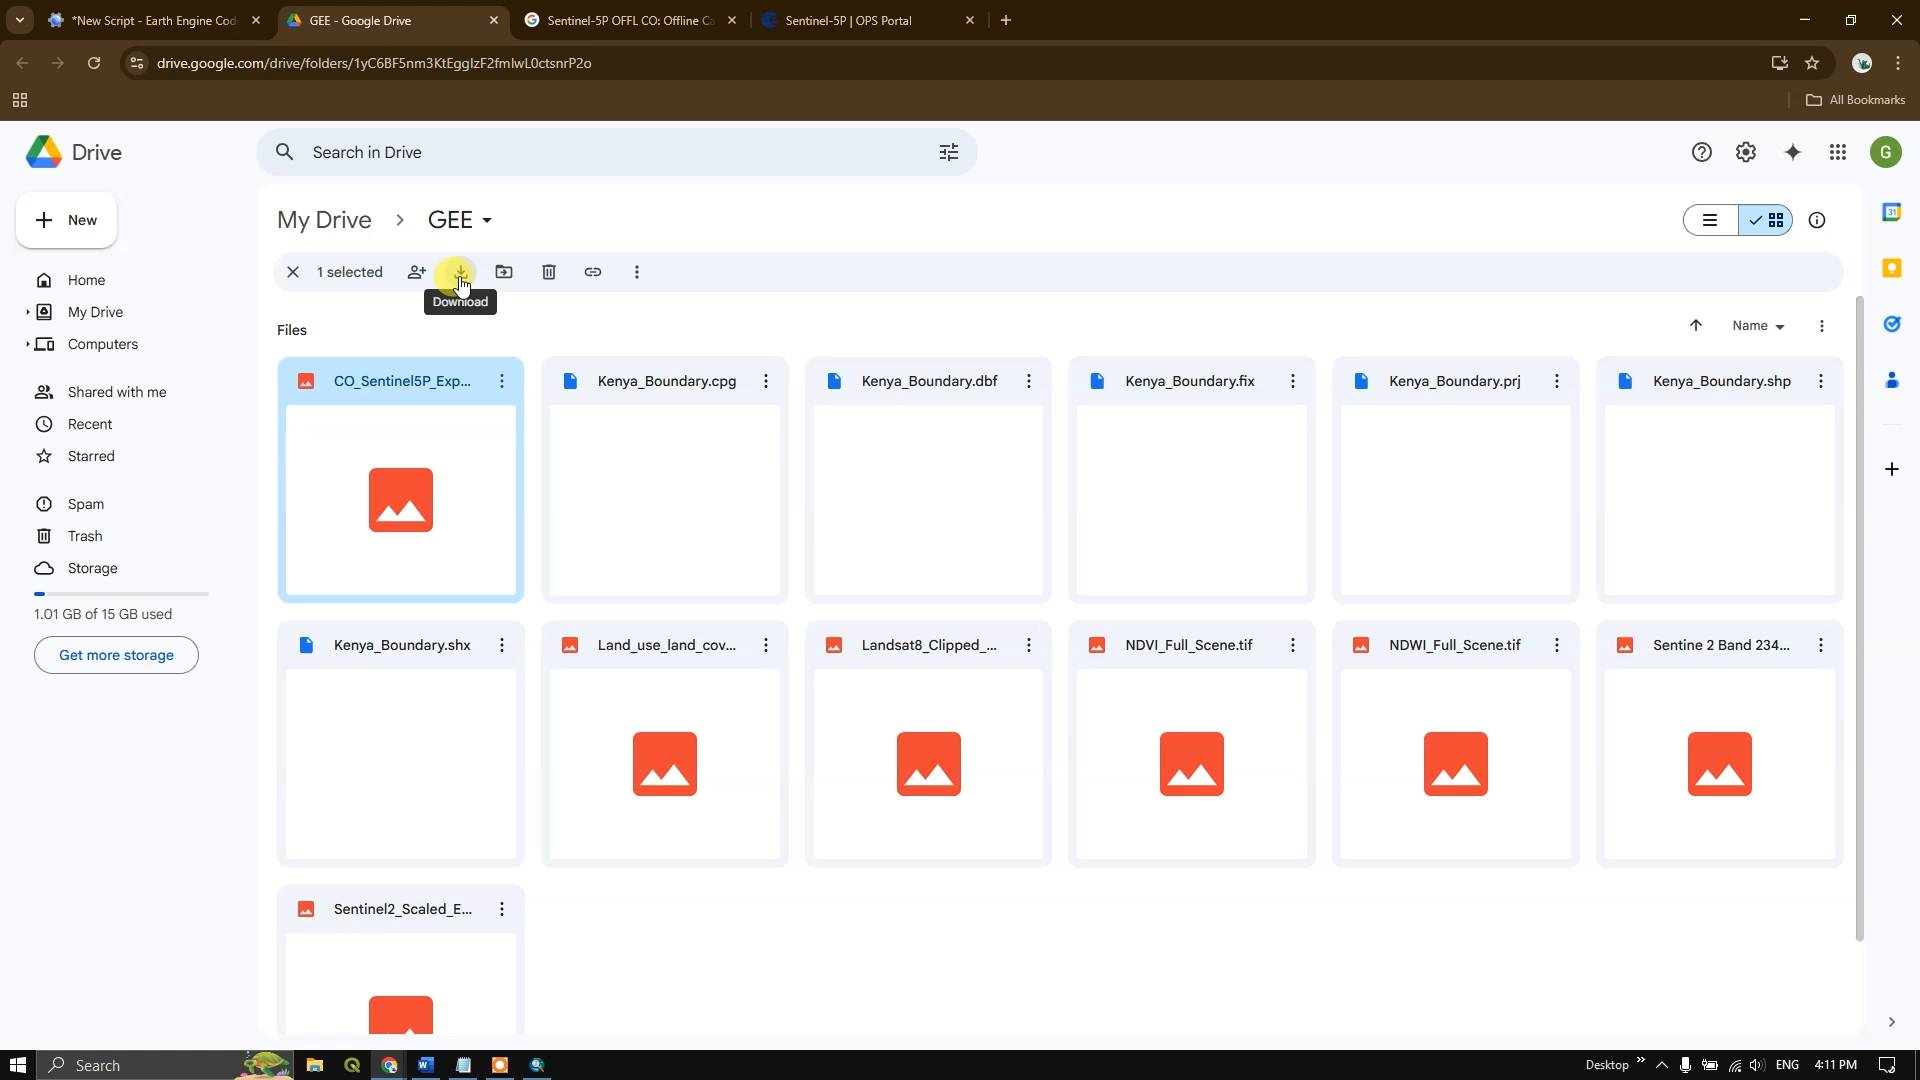 *New Script - Earth Engine Cod
GEE - Google Drive
Sentinel-5P OFFL CO: Offline Ca
Sentinel-5P | OPS Portal
drive.google.com/drive/folders/1yC6BF5nm3KtEggIzF2fmlwL0ctsnrP2o
All Bookmarks
Drive
Search in Drive
G
New
My Drive > GEE
1 selected
Download
Home
My Drive
Computers
Shared with me
Recent
Starred
Spam
Trash
Storage
1.01 GB of 15 GB used
Get more storage
31
Files
Name
CO_Sentinel5P_Exp...
Kenya_Boundary.cpg
Kenya_Boundary.dbf
Kenya_Boundary.fix
Kenya_Boundary.prj
Kenya_Boundary.shp
Kenya_Boundary.shx
Land_use_land_cov...
Landsat8_Clipped_...
NDVI_Full_Scene.tif
NDWI_Full_Scene.tif
Sentine 2 Band 234...
Sentinel2_Scaled_E...
Search
Desktop
ENG
4:11 PM